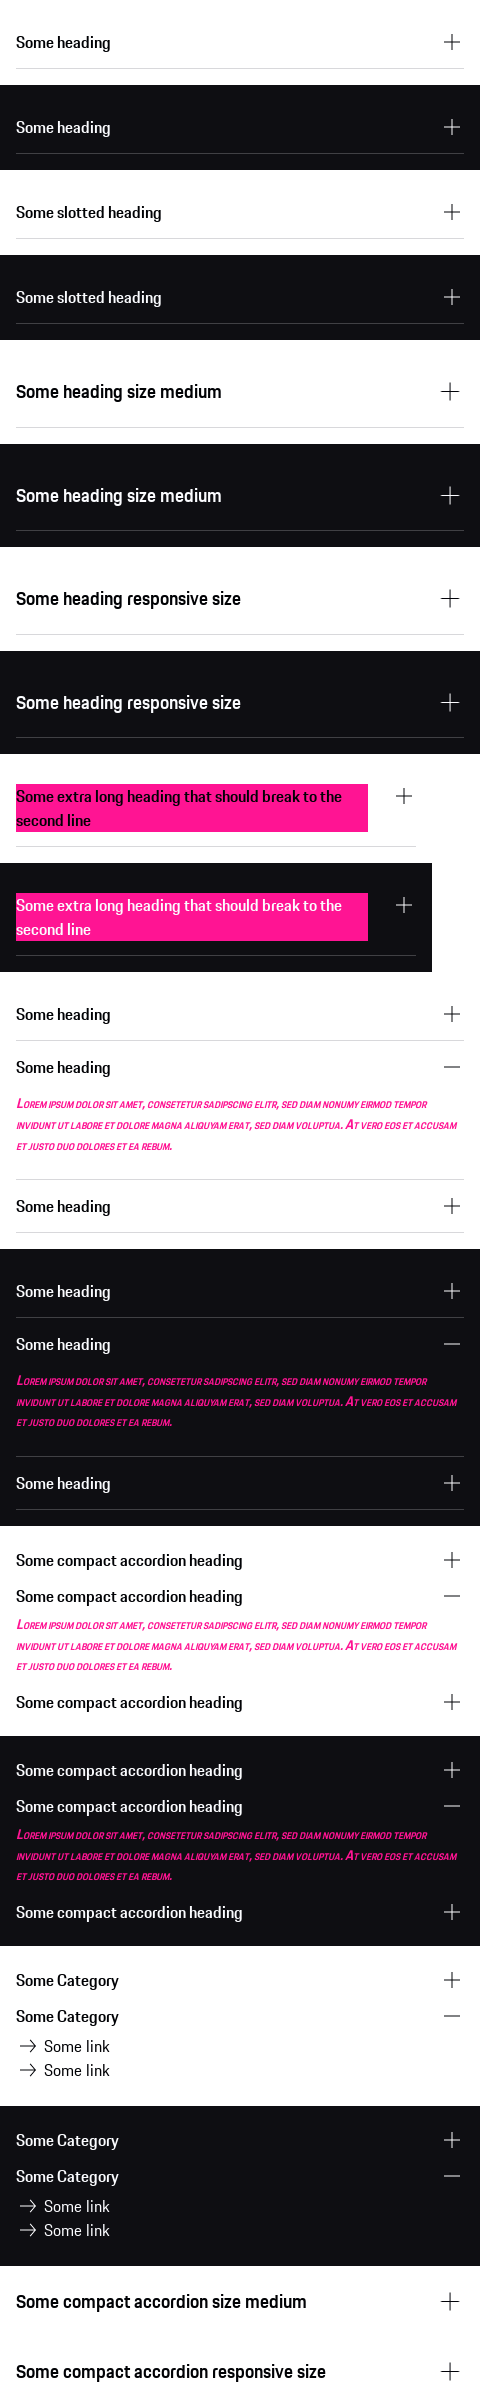 Some heading
Some heading
Some slotted heading
Some slotted heading
Some heading size medium
Some heading size medium
Some heading responsive size
Some heading responsive size
Some extra long heading that should break to the
second line
Some extra long heading that should break to the
second line
Some heading
Some heading
Lorem ipsum dolor sit amet, consetetur sadipscing elitr, sed diam nonumy eirmod tempor
invidunt ut labore et dolore magna aliquyam erat, sed diam voluptua. At vero eos et accusam
et justo duo dolores et ea rebum.
Some heading
Some heading
Some heading
Lorem ipsum dolor sit amet, consetetur sadipscing elitr, sed diam nonumy eirmod tempor
invidunt ut labore et dolore magna aliquyam erat, sed diam voluptua. At vero eos et accusam
et justo duo dolores et ea rebum.
Some heading
Some compact accordion heading
Some compact accordion heading
Lorem ipsum dolor sit amet, consetetur sadipscing elitr, sed diam nonumy eirmod tempor
invidunt ut labore et dolore magna aliquyam erat, sed diam voluptua. At vero eos et accusam
et justo duo dolores et ea rebum.
Some compact accordion heading
Some compact accordion heading
Some compact accordion heading
Lorem ipsum dolor sit amet, consetetur sadipscing elitr, sed diam nonumy eirmod tempor
invidunt ut labore et dolore magna aliquyam erat, sed diam voluptua. At vero eos et accusam
et justo duo dolores et ea rebum.
Some compact accordion heading
Some Category
Some Category
Some link
Some link
Some Category
Some Category
Some link
Some link
Some compact accordion size medium
Some compact accordion responsive size